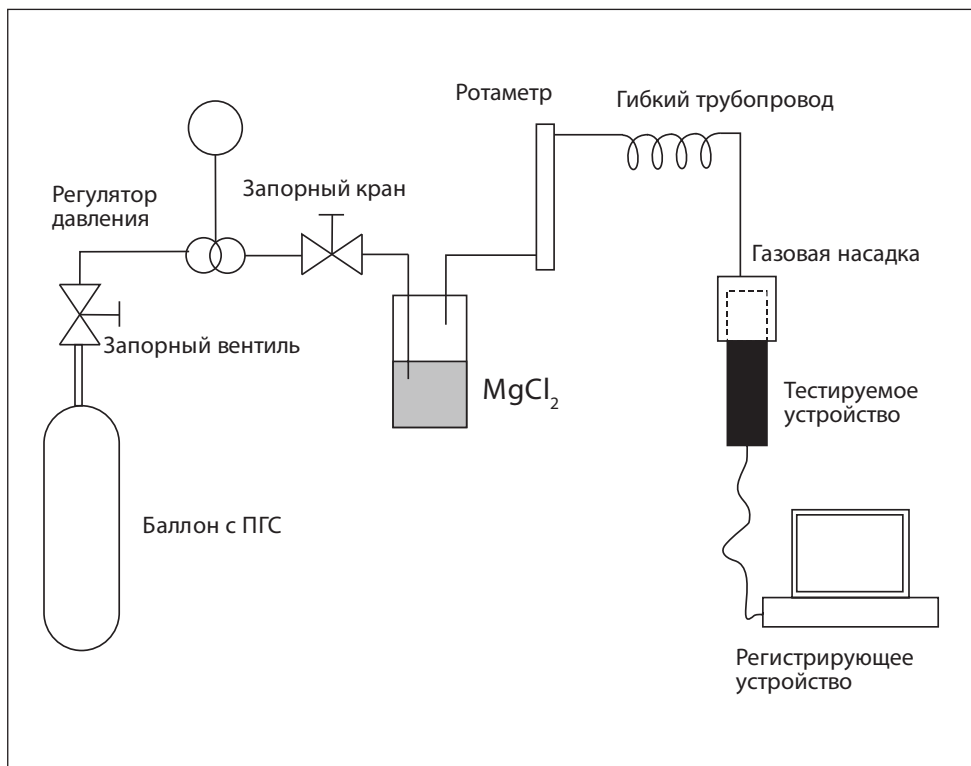 Ротаметр
Гибкий трубопровод
Регулятор
давления
Запорный кран
Газовая насадка
Запорный вентиль
MgCl₂
Тестируемое
устройство
Баллон с ПГС
Регистрирующее
устройство